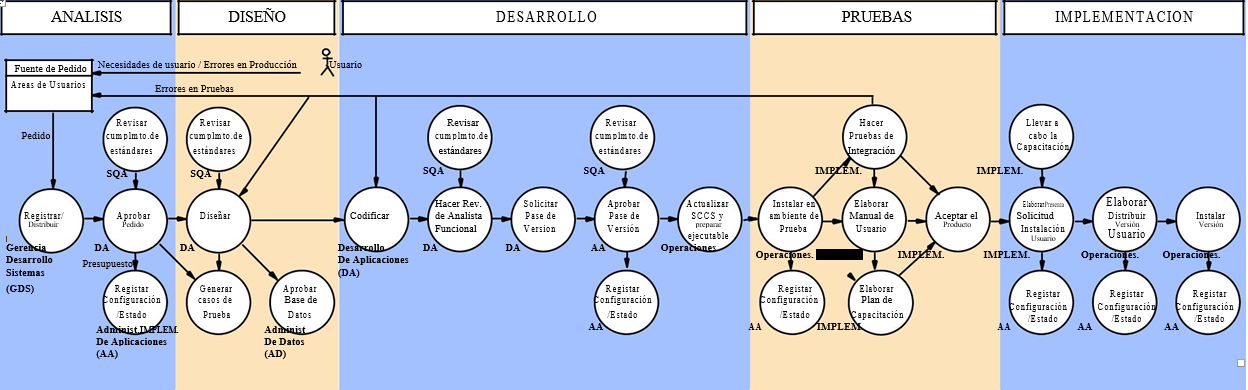 ANALISIS
DISEÑO
DESARROLLO
PRUEBAS
IMPLEMENTACION
Fuente de Pedido
Areas de Usuarios
Necesidades de usuario / Errores en Producción
Usuario
Errores en Pruebas
Pedido
Revisar
cumplmto.de
estándares
SQA
Revisar
cumplmto.de
estándares
SQA
Revisar
cumplmto.de
estándares
SQA
Revisar
cumplmto.de
estándares
SQA
Hacer
Pruebas de
Integración
IMPLEM.
Llevar a
cabo la
Capacitación
IMPLEM.
Registrar/
Distribuir
Gerencia
Desarrollo
Sistemas
(GDS)
Aprobar
Pedido
DA
Presupuesto
Diseñar
DA
Codificar
Desarrollo
De Aplicaciones
(DA)
Hacer Rev.
de Analista
Funcional
DA
Solicitar
Pase de
Version
DA
Aprobar
Pase de
Versión
AA
Actualizar
SCCS y
preparar
ejecutable
Operaciones.
Instalar en
ambiente de
Prueba
Operaciones.
Elaborar
Manual de
Usuario
Aceptar el
Producto
IMPLEM.
Elaborar Presenta
Solicitud
Instalación
Usuario
IMPLEM.
Elaborar
Distribuir
Versión
Usuario
Operaciones.
Instalar
Versión
Operaciones.
Registar
Configuración
/Estado
Administ IMPLEM.
De Aplicaciones
(AA)
Generar
casos de
Prueba
Aprobar
Base de
Datos
Administ
De Datos
(AD)
Registar
Configuración
/Estado
AA
Registar
Configuración
/Estado
AA
Elaborar
Plan de
Capacitación
IMPLEM.
Registar
Configuración
/Estado
AA
Registar
Configuración
/Estado
AA
Registar
Configuración
/Estado
AA